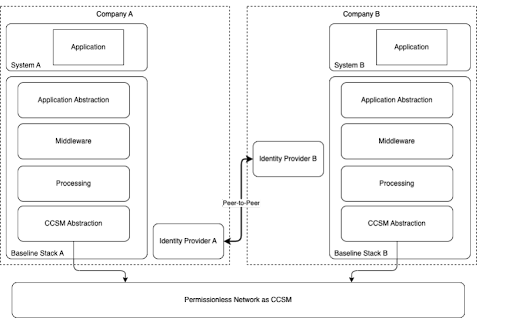 Company A
Application
System A
Application Abstraction
Middleware
Processing
CCSM Abstraction
Baseline Stack A
Identity Provider A
Peer-to-Peer
Identity Provider B
Company B
Application
System B
Application Abstraction
Middleware
Processing
CCSM Abstraction
Baseline Stack B
Permissionless Network as CCSM